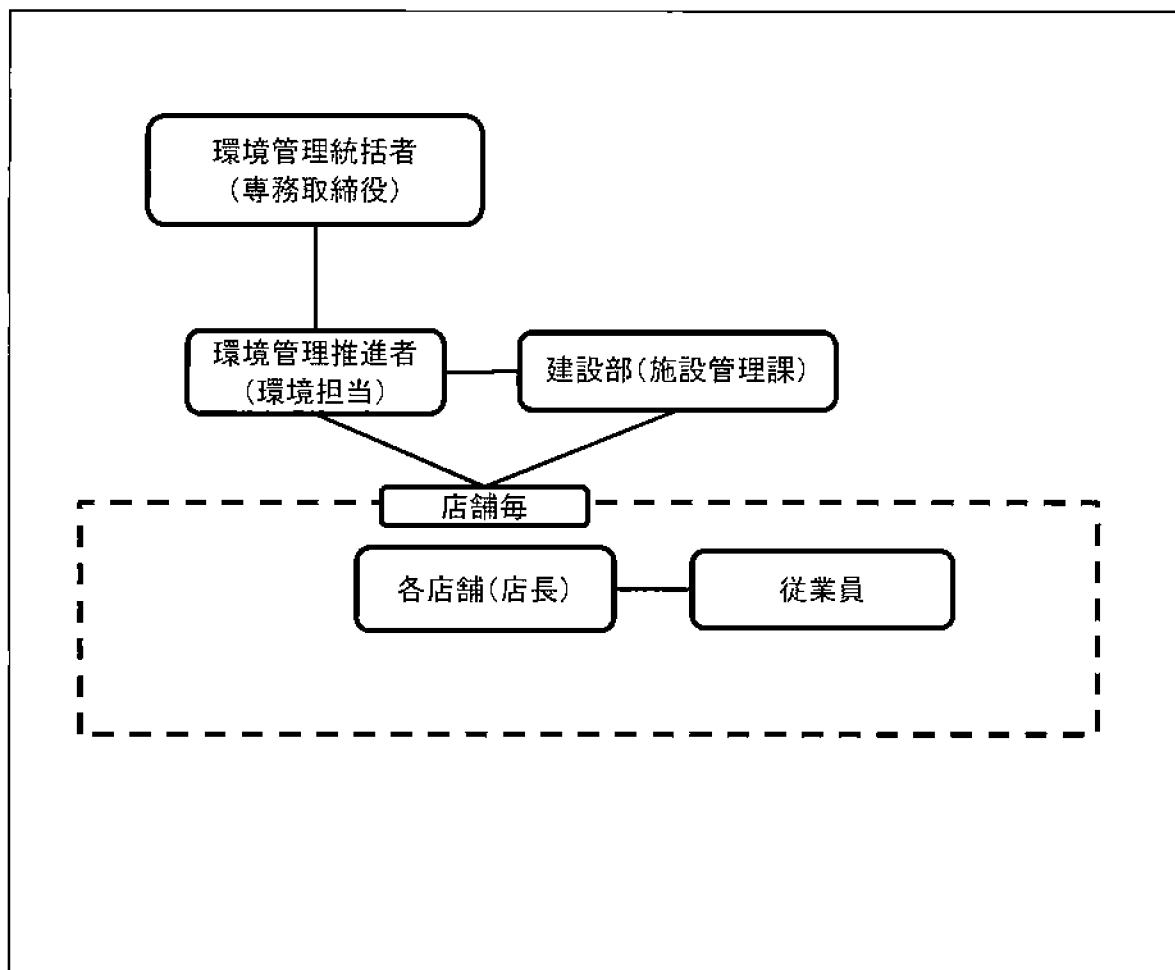 環境管理統括者
（専務取締役）
環境管理推進者
（環境担当）
建設部（施設管理課）
店舗毎
各店舗（店長）
従業員